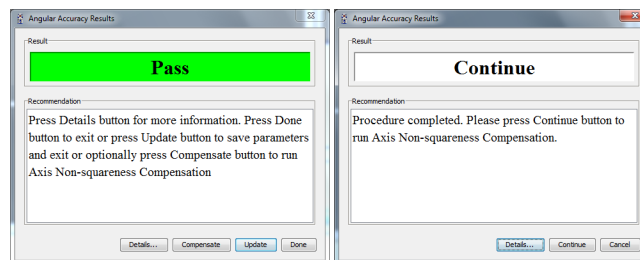 Angular Accuracy Results
Result
Pass
Recommendation
Press Details button for more information. Press Done
button to exit or press Update button to save parameters
and exit or optionally press Compensate button to run
Axis Non-squareness Compensation
Details... Compensate Update Done
Angular Accuracy Results
Result
Continue
Recommendation
Procedure completed. Please press Continue button to
run Axis Non-squareness Compensation.
Details... Continue Cancel